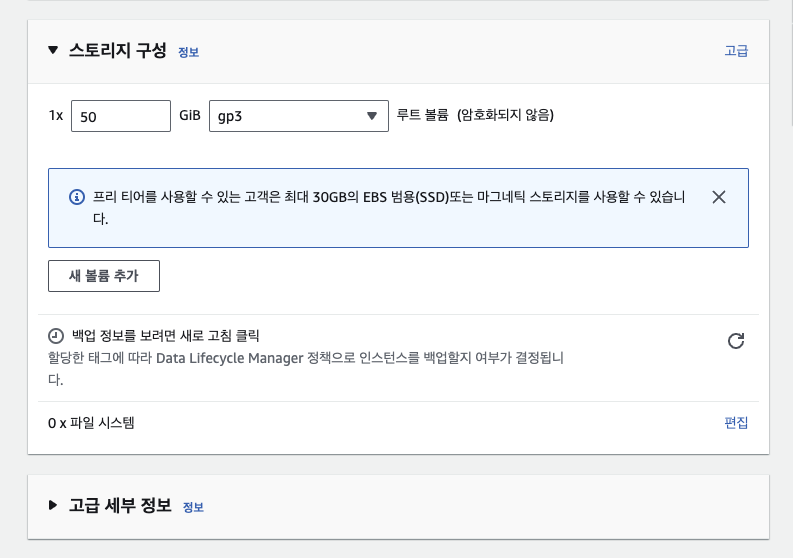 스토리지 구성 정보 고급
1x 50 GiB gp3 루트 볼륨 (암호화되지 않음)
프리 티어를 사용할 수 있는 고객은 최대 30GB의 EBS 범용(SSD)또는 마그네틱 스토리지를 사용할 수 있습니
다.
새 볼륨 추가
백업 정보를 보려면 새로 고침 클릭
할당한 태그에 따라 Data Lifecycle Manager 정책으로 인스턴스를 백업할지 여부가 결정됩니
다.
0 x 파일 시스템 편집
고급 세부 정보 정보